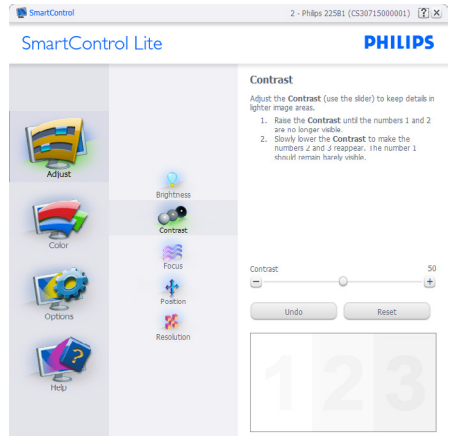 SmartControl
2 - Philips 225B1 (CS30715000001) ? X
SmartControl Lite
PHILIPS
Adjust
Color
Options
Help
Brightness
Contrast
Focus
Position
Resolution
Contrast
Adjust the Contrast (use the slider) to keep details in
lighter image areas.
1. Raise the Contrast until the numbers 1 and 2
are no longer visible.
2. Slowly lower the Contrast to make the
numbers 2 and 3 reappear. The number 1
should remain barely visible.
Contrast 50
Undo Reset
1 2 3